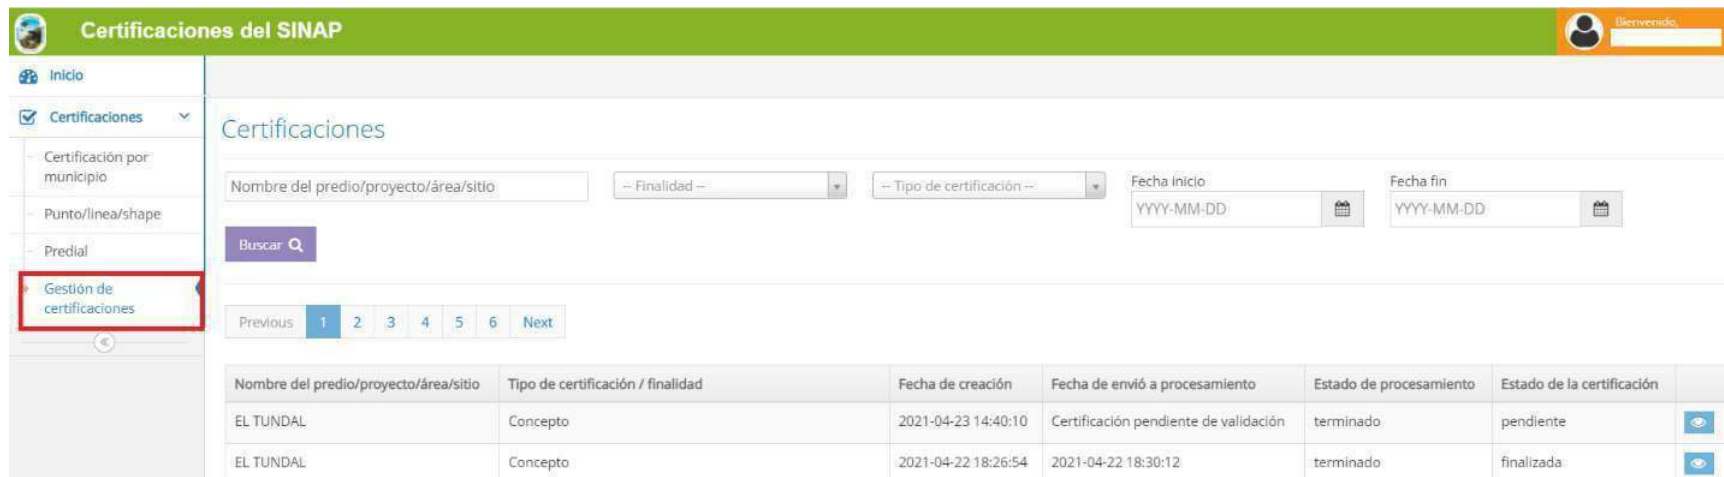 Certificaciones del SINAP
Bienvenido,
Inicio
Certificaciones
Certificación por
municipio
Punto/linea/shape
Predial
Gestión de
certificaciones
Certificaciones
Nombre del predio/proyecto/área/sitio
-- Finalidad --
-- Tipo de certificación --
Fecha inicio
YYYY-MM-DD
Fecha fin
YYYY-MM-DD
Buscar
Previous 1 2 3 4 5 6 Next
Nombre del predio/proyecto/área/sitio Tipo de certificación / finalidad Fecha de creación Fecha de envió a procesamiento Estado de procesamiento Estado de la certificación
EL TUNDAL Concepto 2021-04-23 14:40:10 Certificación pendiente de validación terminado pendiente
EL TUNDAL Concepto 2021-04-22 18:26:54 2021-04-22 18:30:12 terminado finalizada